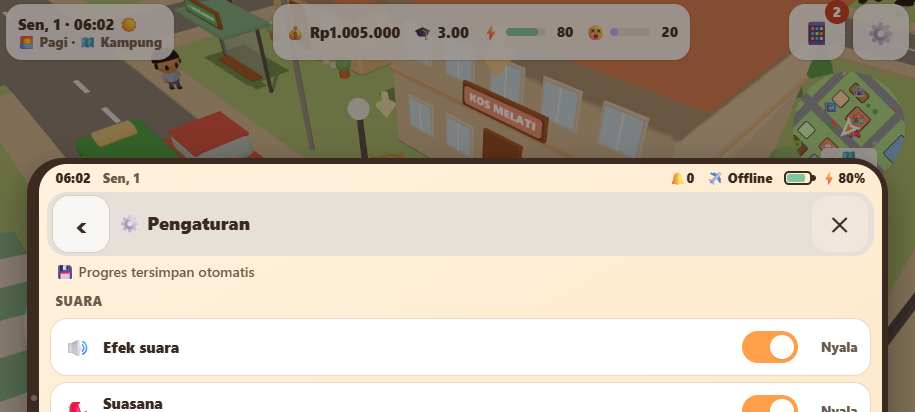 Sen, 1 · 06:02
Pagi · Kampung
Rp1.005.000 3.00 80 20
2
KOS MELATI
06:02 Sen, 1 0 Offline 80%
Pengaturan
Progres tersimpan otomatis
SUARA
Efek suara Nyala
Suasana Nyala